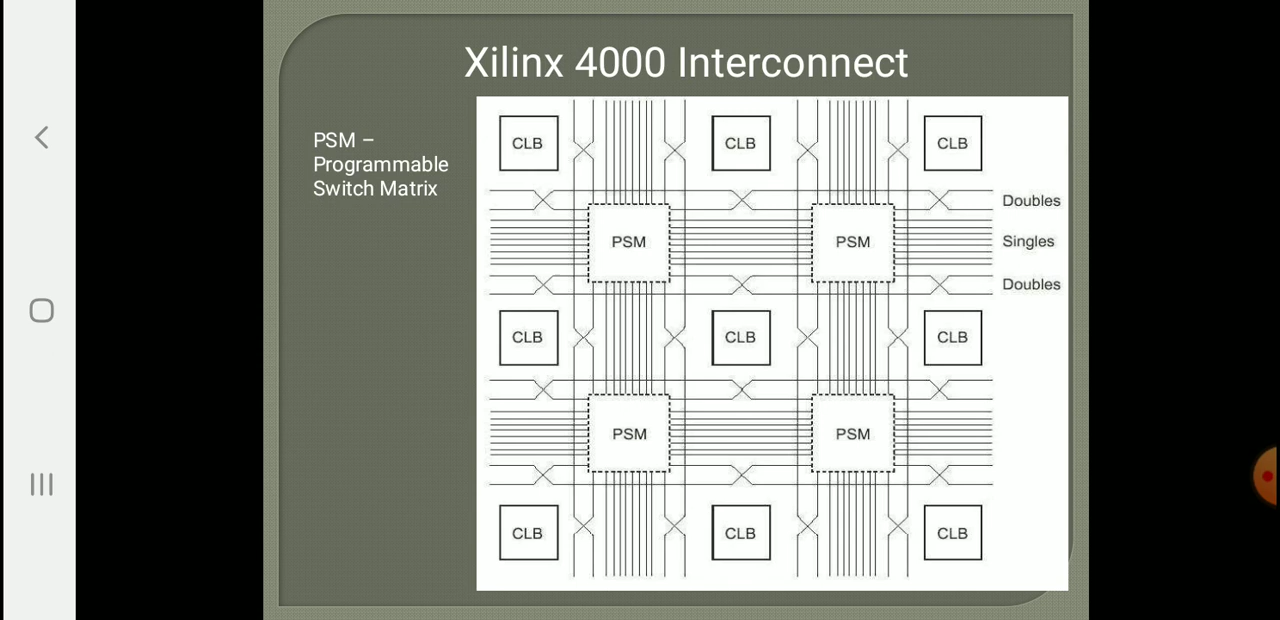 Xilinx 4000 Interconnect
PSM –
Programmable
Switch Matrix
CLB
CLB
CLB
Doubles
PSM
PSM
Singles
Doubles
CLB
CLB
CLB
PSM
PSM
CLB
CLB
CLB